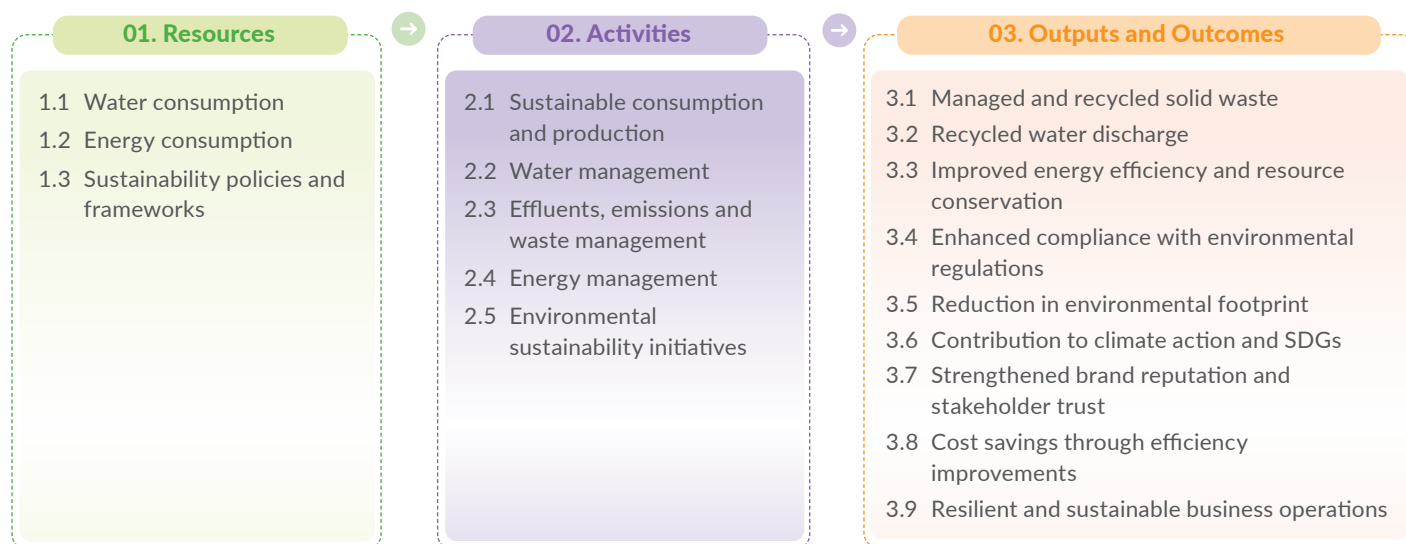 01. Resources
1.1 Water consumption
1.2 Energy consumption
1.3 Sustainability policies and
frameworks
02. Activities
2.1 Sustainable consumption
and production
2.2 Water management
2.3 Effluents, emissions and
waste management
2.4 Energy management
2.5 Environmental
sustainability initiatives
03. Outputs and Outcomes
3.1 Managed and recycled solid waste
3.2 Recycled water discharge
3.3 Improved energy efficiency and resource
conservation
3.4 Enhanced compliance with environmental
regulations
3.5 Reduction in environmental footprint
3.6 Contribution to climate action and SDGs
3.7 Strengthened brand reputation and
stakeholder trust
3.8 Cost savings through efficiency
improvements
3.9 Resilient and sustainable business operations